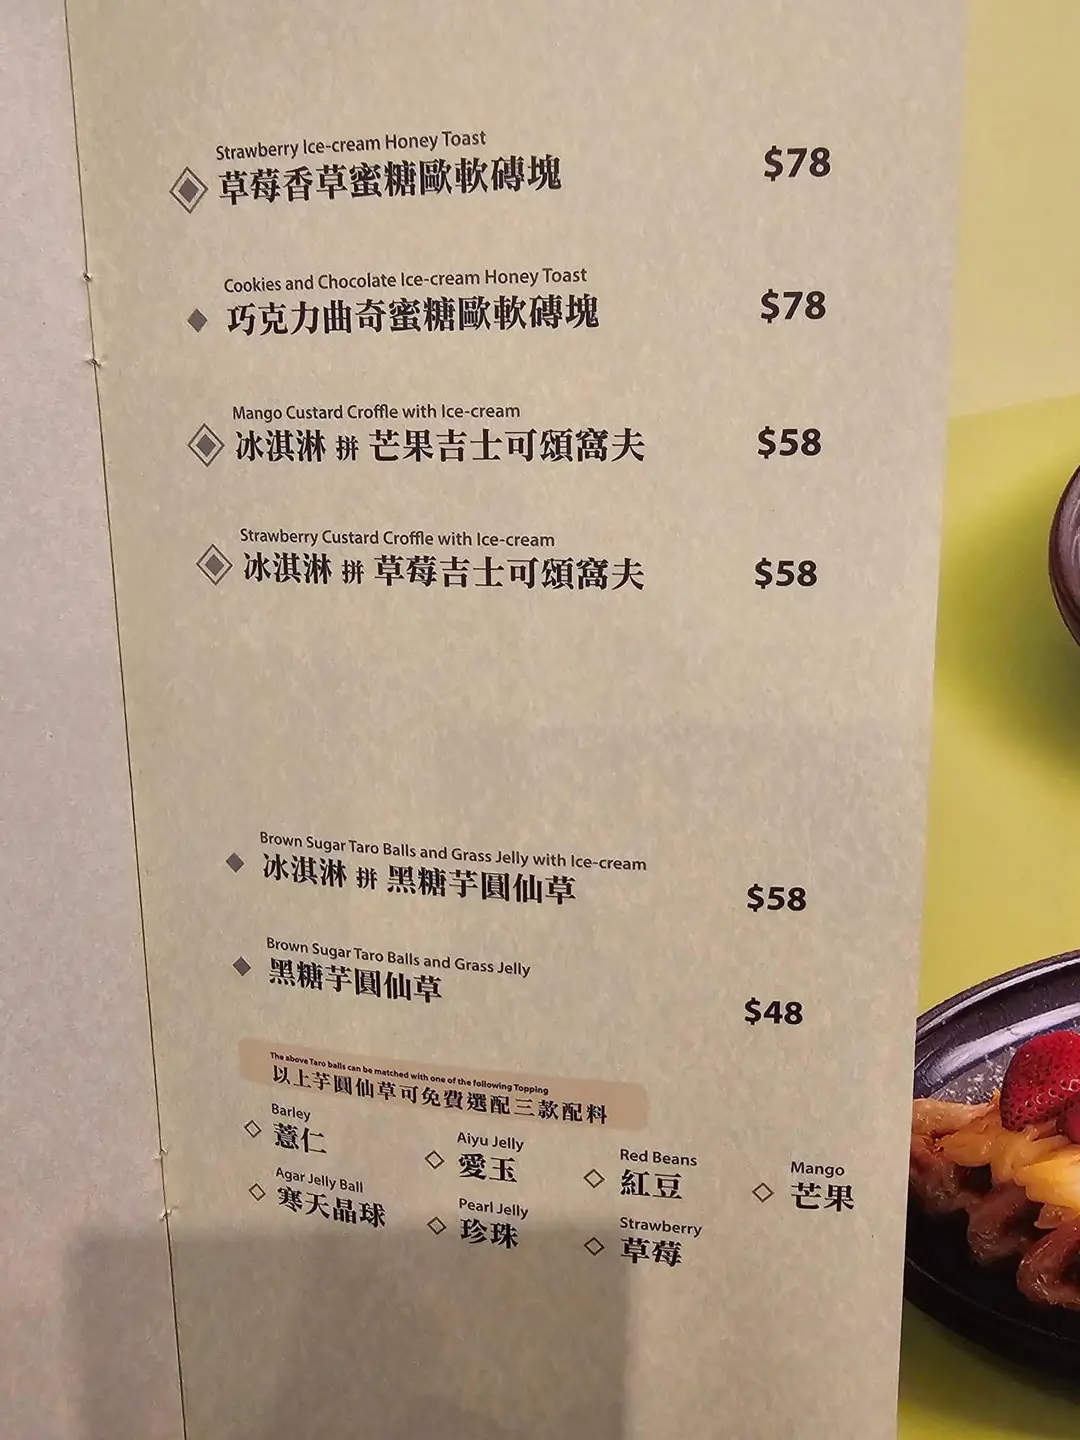 Strawberry Ice-cream Honey Toast
草莓香草蜜糖歐軟磚塊 $78
Cookies and Chocolate Ice-cream Honey Toast
巧克力曲奇蜜糖歐軟磚塊 $78
Mango Custard Croffle with Ice-cream
冰淇淋 拼 芒果吉士可頌窩夫 $58
Strawberry Custard Croffle with Ice-cream
冰淇淋 拼 草莓吉士可頌窩夫 $58
Brown Sugar Taro Balls and Grass Jelly with Ice-cream
冰淇淋 拼 黑糖芋圓仙草 $58
Brown Sugar Taro Balls and Grass Jelly
黑糖芋圓仙草 $48
The above Taro balls can be matched with one of the following Topping
以上芋圓仙草可免費選配三款配料
Barley
薏仁
Aiyu Jelly
愛玉
Red Beans
紅豆
Mango
芒果
Agar Jelly Ball
寒天晶球
Pearl Jelly
珍珠
Strawberry
草莓